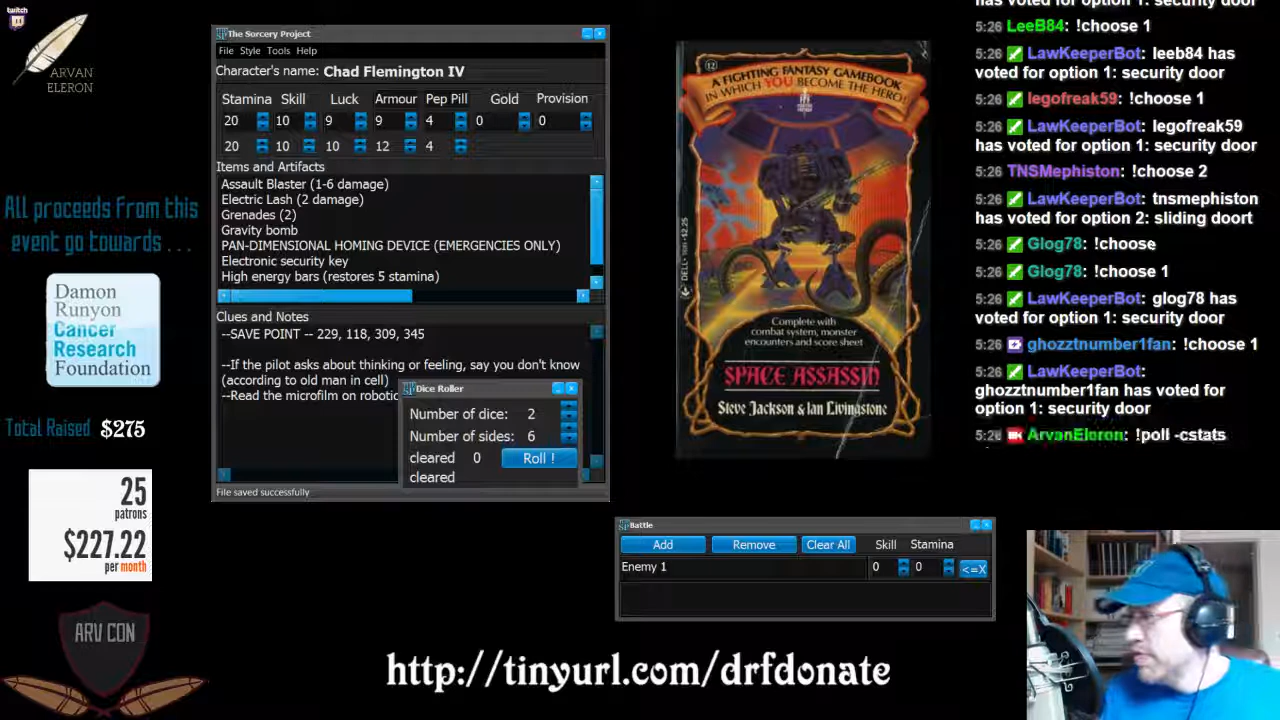 twitch
ARVAN
ELERON
All proceeds from this
event go towards . . .
Damon
Runyon
Cancer
Research
Foundation
Total Raised $275
25
patrons
$227.22
per month
ARV CON
The Sorcery Project
File Style Tools Help
Character's name: Chad Flemington IV
Stamina Skill Luck Armour Pep Pill Gold Provision
20 10 9 9 4 0 0
20 10 10 12 4
Items and Artifacts
Assault Blaster (1-6 damage)
Electric Lash (2 damage)
Grenades (2)
Gravity bomb
PAN-DIMENSIONAL HOMING DEVICE (EMERGENCIES ONLY)
Electronic security key
High energy bars (restores 5 stamina)
Clues and Notes
--SAVE POINT -- 229, 118, 309, 345
--If the pilot asks about thinking or feeling, say you don't know
(according to old man in cell)
--Read the microfilm on robotic
File saved successfully
Dice Roller
Number of dice: 2
Number of sides: 6
cleared 0 Roll !
cleared
12
A FIGHTING FANTASY GAMEBOOK
IN WHICH YOU BECOME THE HERO!
Complete with
combat system, monster
encounters and score sheet
SPACE ASSASSIN
Steve Jackson & Ian Livingstone
Battle
Add Remove Clear All Skill Stamina
Enemy 1 0 0 <=X
http://tinyurl.com/drfdonate
voted for option 1: security door
5:26 LeeB84: !choose 1
5:26 LawKeeperBot: leeb84 has
voted for option 1: security door
5:26 legofreak59: !choose 1
5:26 LawKeeperBot: legofreak59
has voted for option 1: security door
5:26 TNSMephiston: !choose 2
5:26 LawKeeperBot: tnsmephiston
has voted for option 2: sliding doort
5:26 Glog78: !choose
5:26 Glog78: !choose 1
5:26 LawKeeperBot: glog78 has
voted for option 1: security door
5:26 ghozztnumber1fan: !choose 1
5:26 LawKeeperBot:
ghozztnumber1fan has voted for
option 1: security door
5:26 ArvanEleron: !poll -cstats